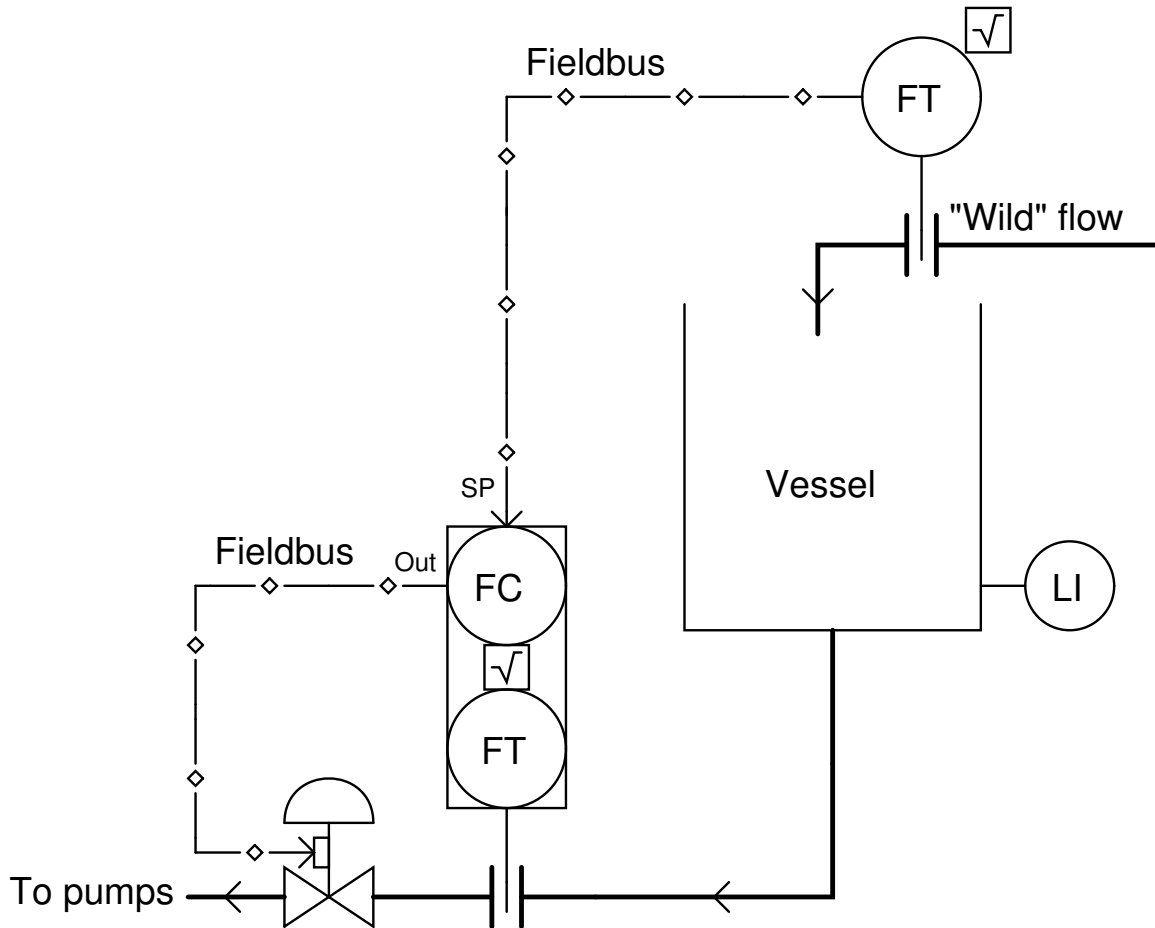 √
Fieldbus
FT
"Wild" flow
SP
Vessel
Fieldbus
Out
FC
LI
√
FT
To pumps